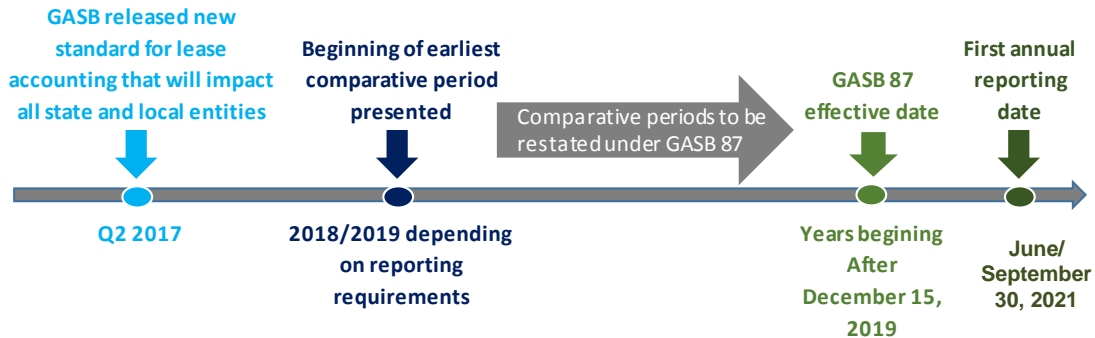 GASB released new
standard for lease
accounting that will impact
all state and local entities
Beginning of earliest
comparative period
presented
Comparative periods to be
restated under GASB 87
GASB 87
effective date
First annual
reporting
date
Q2 2017
2018/2019 depending
on reporting
requirements
Years begining
After
December 15,
2019
June/
September
30, 2021